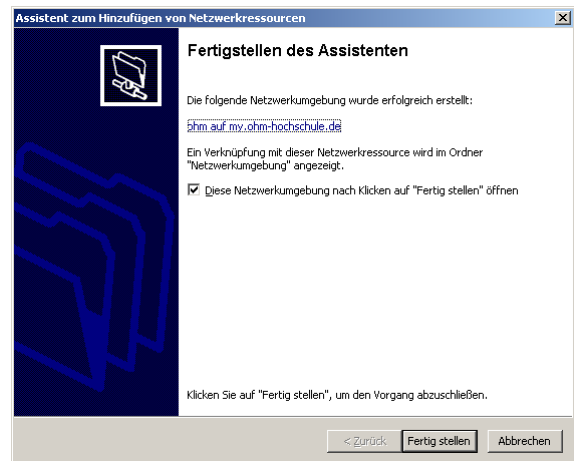 Assistent zum Hinzufügen von Netzwerkressourcen
Fertigstellen des Assistenten
Die folgende Netzwerkumgebung wurde erfolgreich erstellt:
ohm auf my.ohm-hochschule.de
Ein Verknüpfung mit dieser Netzwerkressource wird im Ordner
"Netzwerkumgebung" angezeigt.
Diese Netzwerkumgebung nach Klicken auf "Fertig stellen" öffnen
Klicken Sie auf "Fertig stellen", um den Vorgang abzuschließen.
< Zurück Fertig stellen Abbrechen